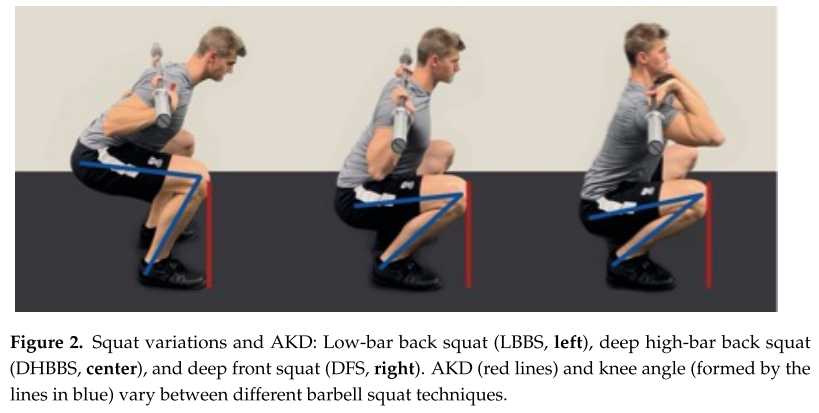 Figure 2. Squat variations and AKD: Low-bar back squat (LBBS, left), deep high-bar back squat
(DHBBS, center), and deep front squat (DFS, right). AKD (red lines) and knee angle (formed by the
lines in blue) vary between different barbell squat techniques.